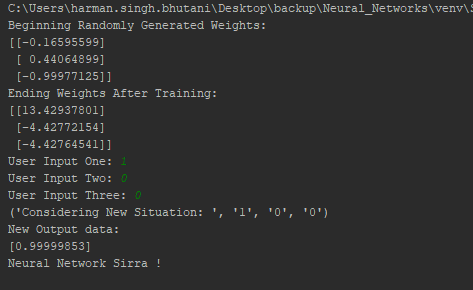 C:\Users\harman.singh.bhutani\Desktop\backup\Neural_Networks\venv\
Beginning Randomly Generated Weights:
[[-0.16595599]
 [ 0.44064899]
 [-0.99977125]]
Ending Weights After Training:
[[13.42937801]
 [-4.42772154]
 [-4.42764541]]
User Input One: 1
User Input Two: 0
User Input Three: 0
('Considering New Situation: ', '1', '0', '0')
New Output data:
[0.99999853]
Neural Network Sirra !